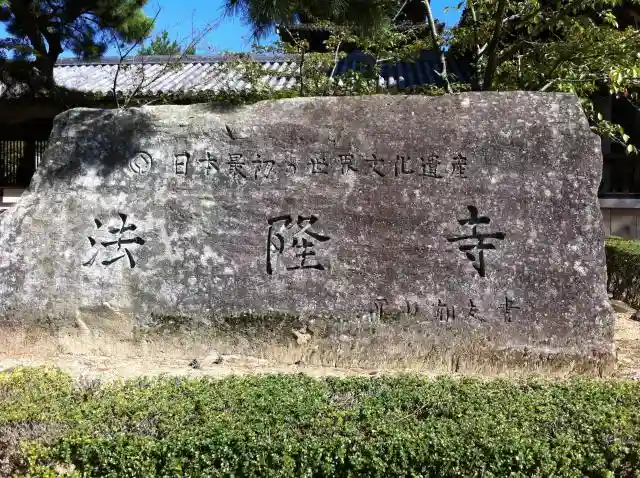 日本最初の世界文化遺産
法隆寺
平山郁夫書